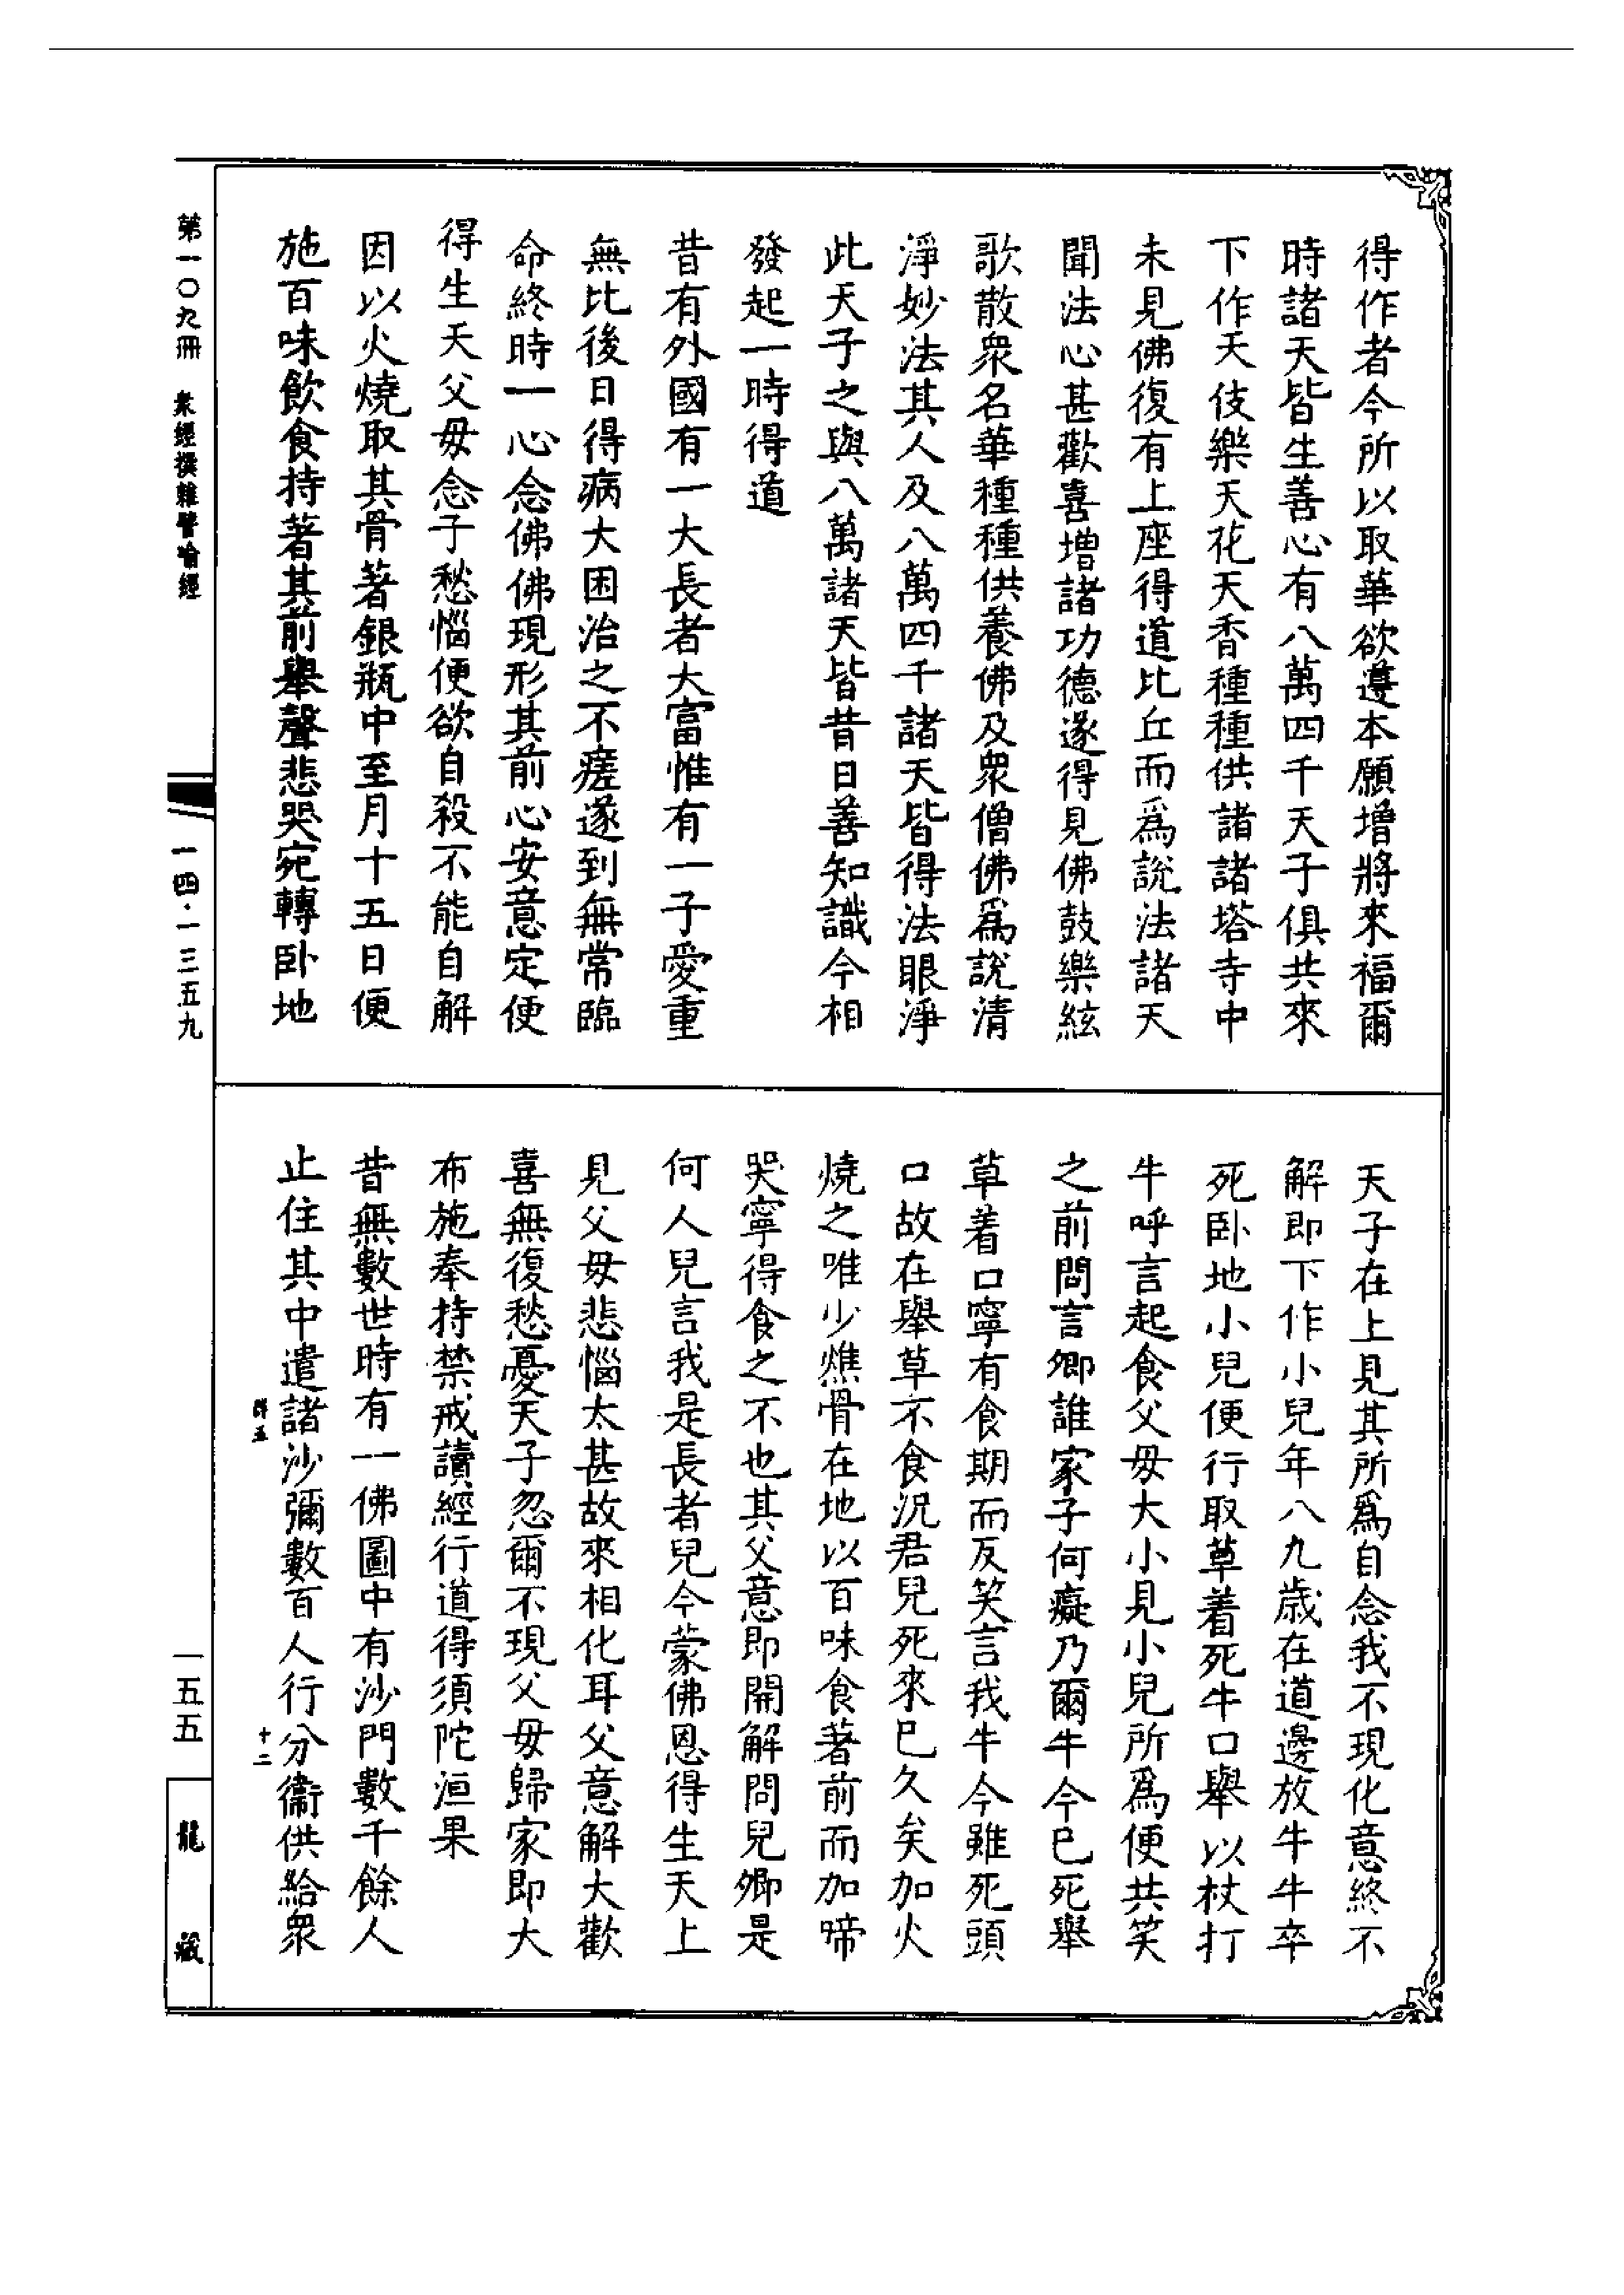 得作者今所以取華欲遵本願增將來福爾
時諸天皆生善心有八萬四千天子俱共來
下作天伎樂天花天香種種供諸諸塔寺中
未見佛復有上座得道比丘而爲說法諸天
聞法心甚歡喜增諸功德遂得見佛鼓樂絃
歌散衆名華種種供養佛及衆僧佛爲說清
淨妙法其人及八萬四千諸天皆得法眼淨
此天子之與八萬諸天皆昔日善知識今相
發起一時得道
昔有外國有一大長者大富惟有一子愛重
無比後日得病大困治之不瘥遂到無常臨
命終時一心念佛佛現形其前心安意定便
得生天父毋念子愁惱便欲自殺不能自解
因以火燒取其骨著銀瓶中至月十五日便
施百味飲食持著其前舉聲悲哭宛轉卧地
天子在上見其所爲自念我不現化意終不
解即下作小兒年八九歲在道邊放牛牛卒
死卧地小兒便行取草着死牛口舉以杖打
牛呼言起食父毋大小見小兒所爲便共笑
之前問言卿誰家子何癡乃爾牛今巳死舉
草着口寧有食期而反笑言我牛今雖死頭
口故在舉草不食況君兒死來巳久矣加火
燒之唯少燋骨在地以百味食著前而加啼
哭寧得食之不也其父意即開解問兒卿是
何人兒言我是長者兒今蒙佛恩得生天上
見父毋悲惱太甚故來相化耳父意解大歡
喜無復愁憂天子忽爾不現父毋歸家即大
布施奉持禁戒讀經行道得須陀洹果
昔無數世時有一佛圖中有沙門數千餘人
止住其中遣諸沙彌數百人行分衞供給衆
十二
第一〇九冊 衆經撰雜譬喻經
一四·一三五九
一五五
龍藏